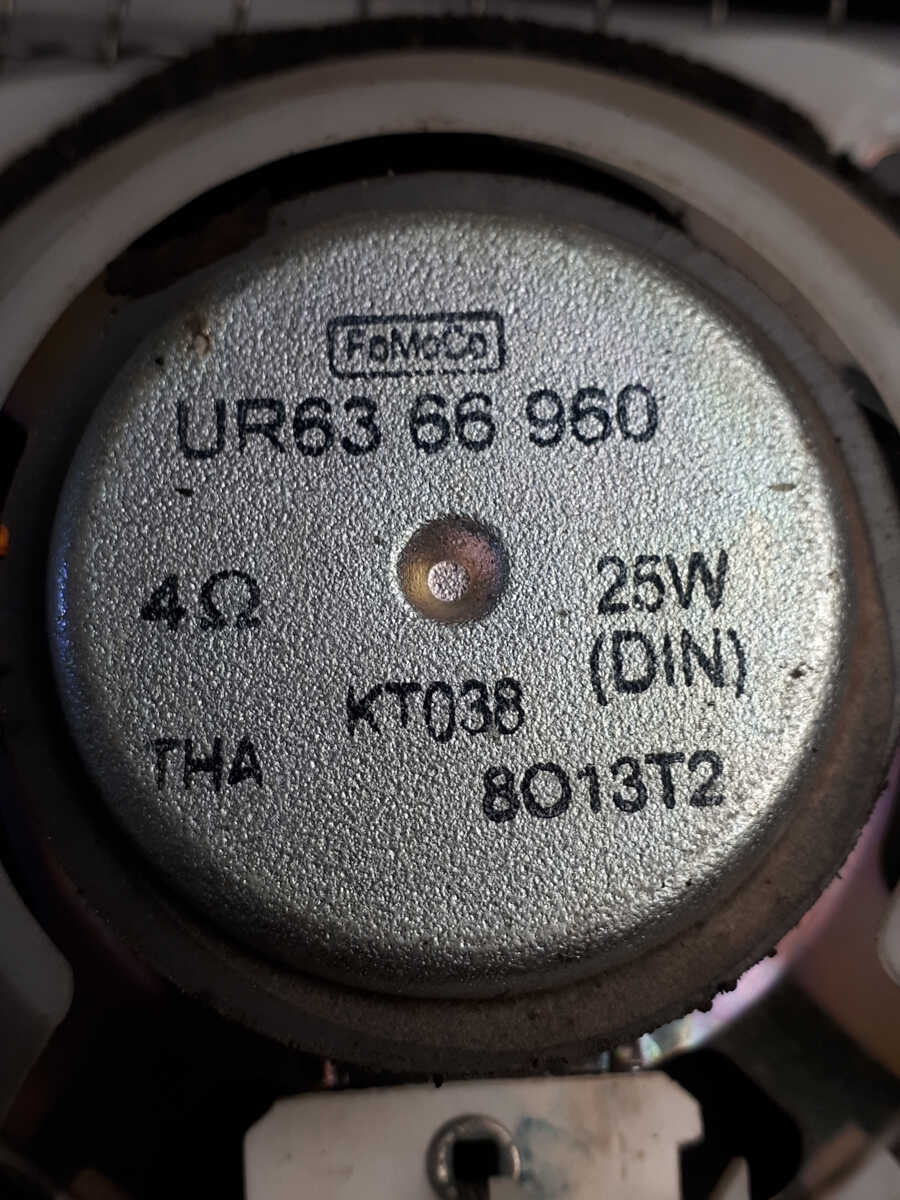 FoMoCo
UR63 66 960
4Ω
25W
(DIN)
KT038
THA
8O13T2